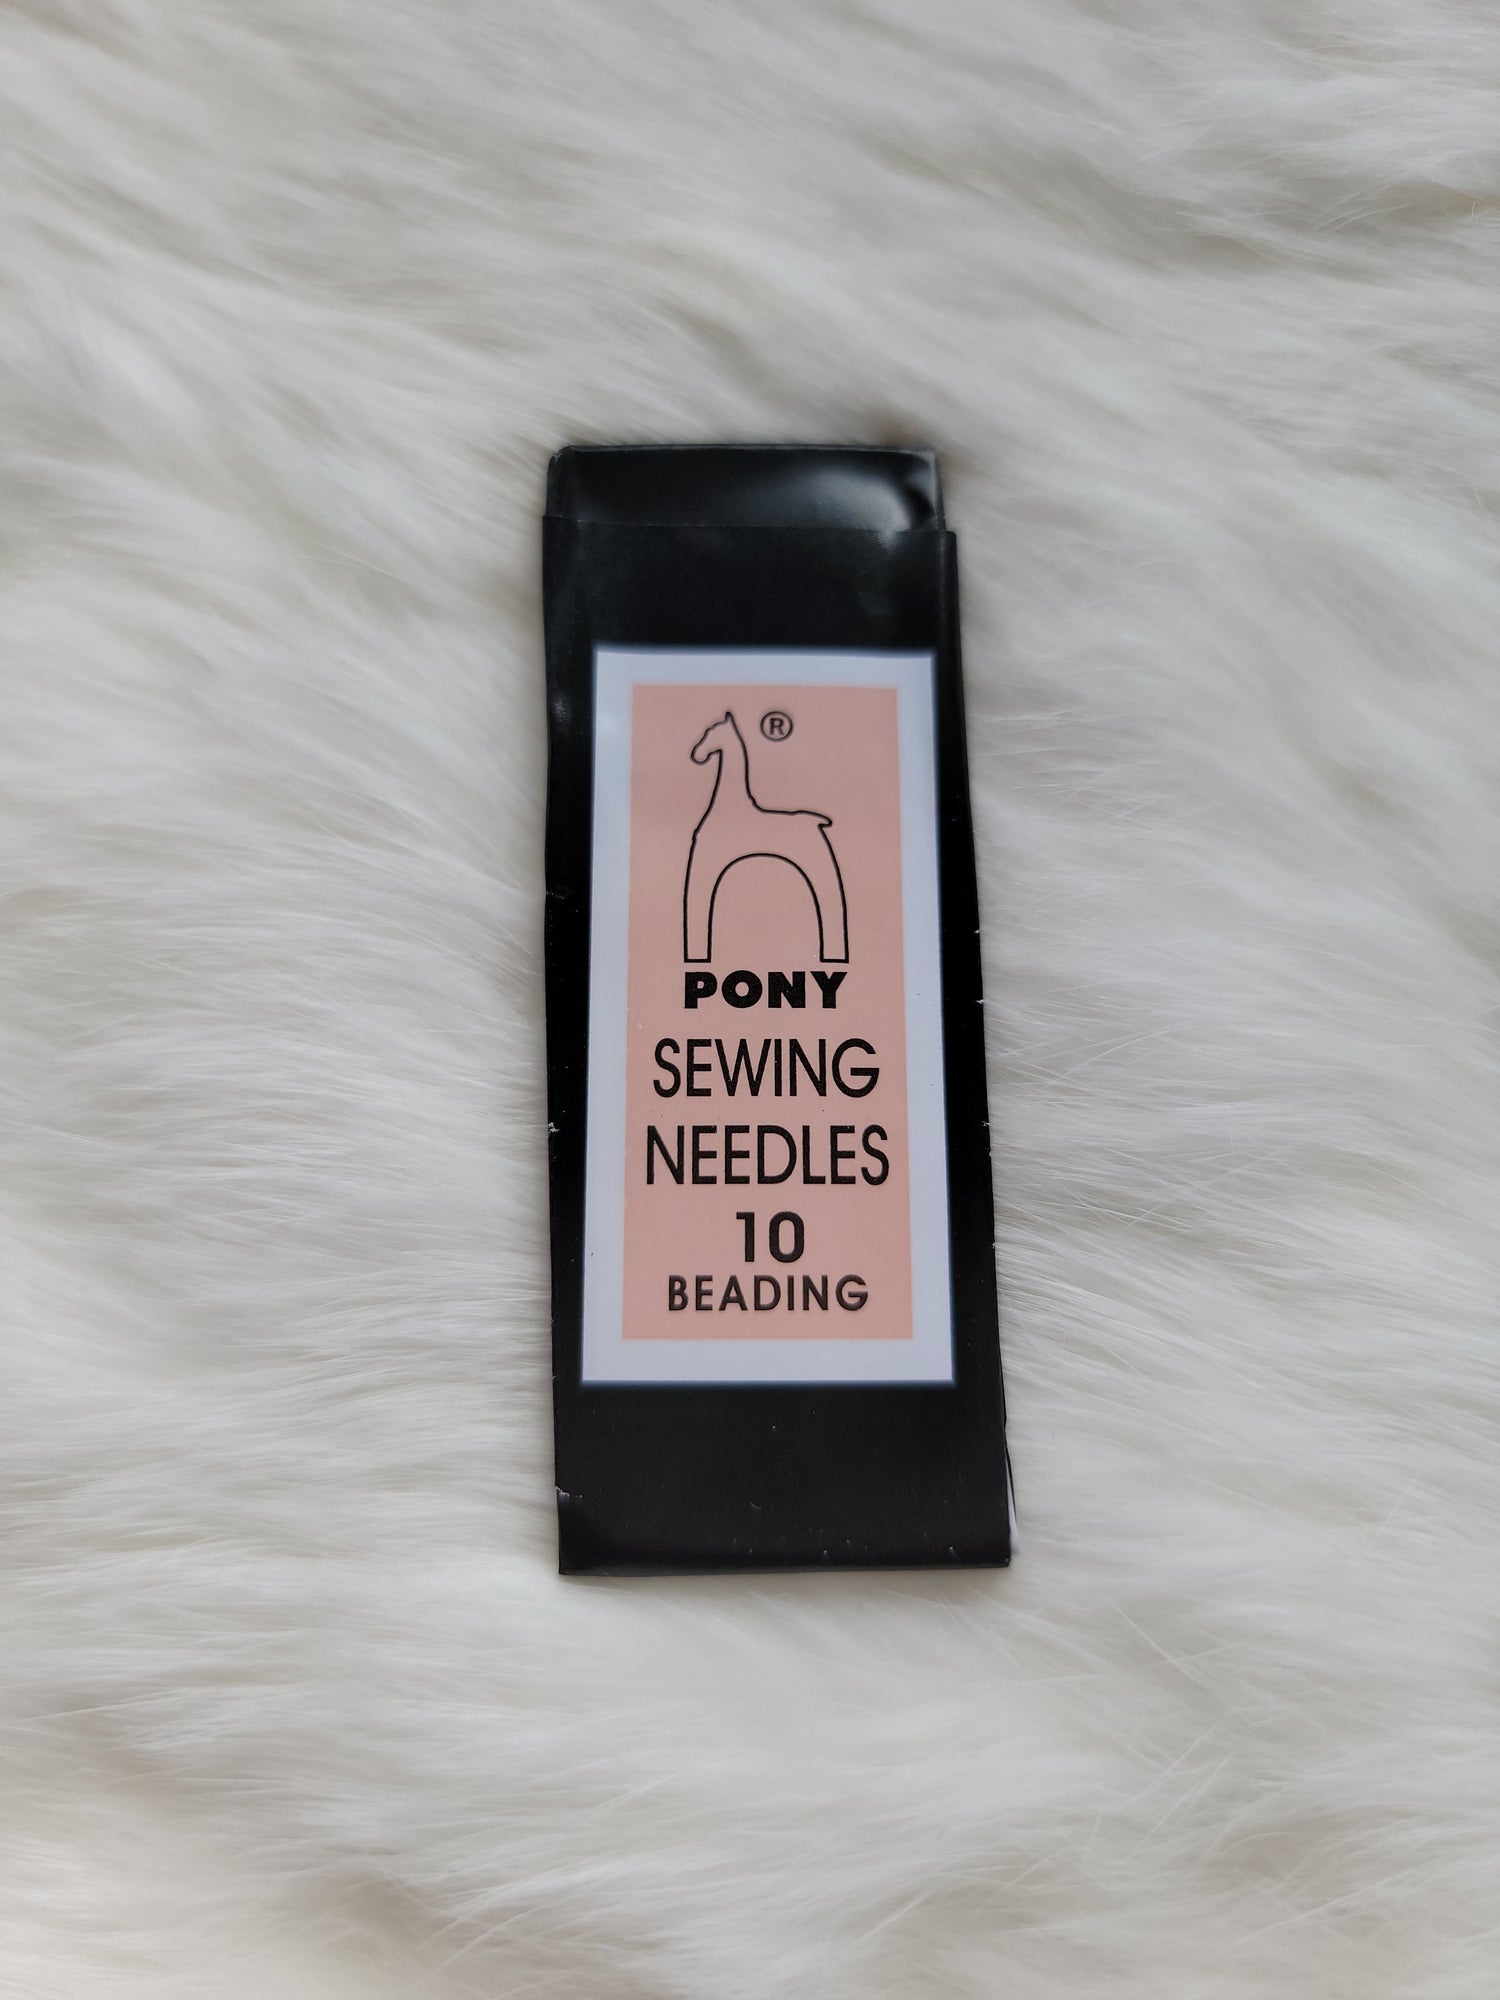 ®
PONY
SEWING
NEEDLES
10
BEADING